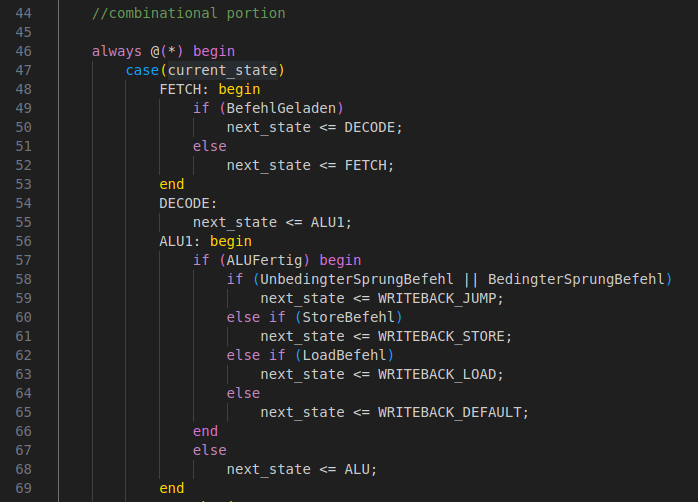 44 //combinational portion
45
46 always @(*) begin
47 case(current_state)
48 FETCH: begin
49 if (BefehlGeladen)
50 next_state <= DECODE;
51 else
52 next_state <= FETCH;
53 end
54 DECODE:
55 next_state <= ALU1;
56 ALU1: begin
57 if (ALUFertig) begin
58 if (UnbedingterSprungBefehl || BedingterSprungBefehl)
59 next_state <= WRITEBACK_JUMP;
60 else if (StoreBefehl)
61 next_state <= WRITEBACK_STORE;
62 else if (LoadBefehl)
63 next_state <= WRITEBACK_LOAD;
64 else
65 next_state <= WRITEBACK_DEFAULT;
66 end
67 else
68 next_state <= ALU;
69 end